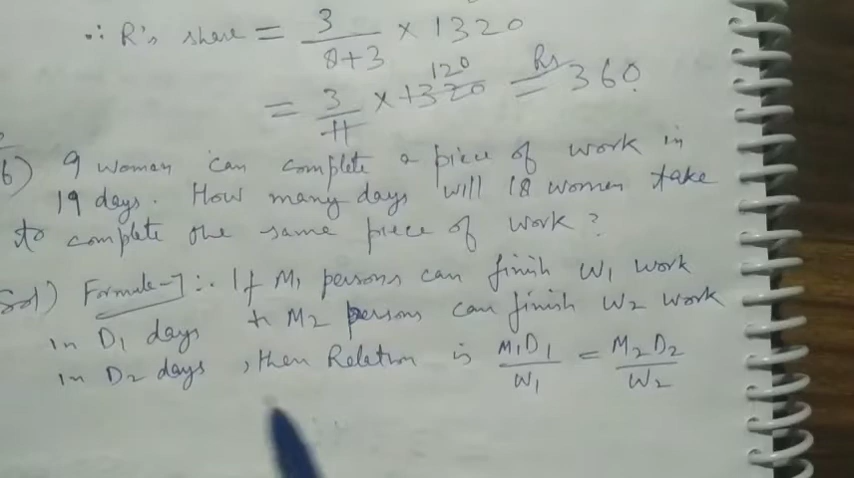 ∴ R's share = 3/(8+3) × 1320
= 3/11 × 1320 120 = Rs 360.
6) 9 women can complete a piece of work in
19 days. How many days will 18 women take
to complete the same piece of work?
Sol) Formula-7 :. If M1 persons can finish W1 work
in D1 days & M2 persons can finish W2 work
in D2 days, then Relation is M1D1/W1 = M2D2/W2